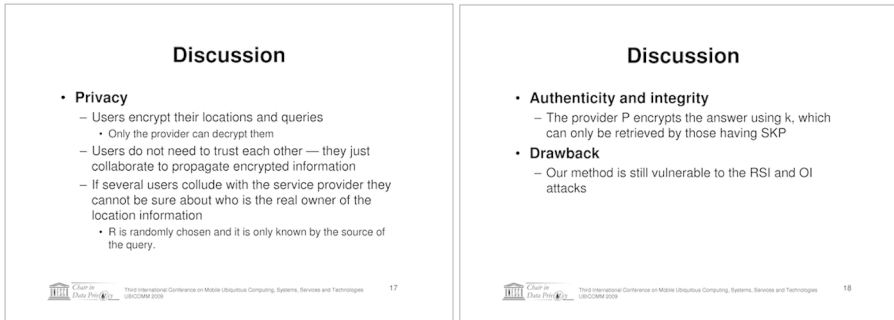 Discussion
• Privacy
– Users encrypt their locations and queries
• Only the provider can decrypt them
– Users do not need to trust each other — they just
collaborate to propagate encrypted information
– If several users collude with the service provider they
cannot be sure about who is the real owner of the
location information
• R is randomly chosen and it is only known by the source of
the query.
Chair in
Data Privacy
Third International Conference on Mobile Ubiquitous Computing, Systems, Services and Technologies
UBICOMM 2009
17
Discussion
• Authenticity and integrity
– The provider P encrypts the answer using k, which
can only be retrieved by those having SKP
• Drawback
– Our method is still vulnerable to the RSI and OI
attacks
Chair in
Data Privacy
Third International Conference on Mobile Ubiquitous Computing, Systems, Services and Technologies
UBICOMM 2009
18